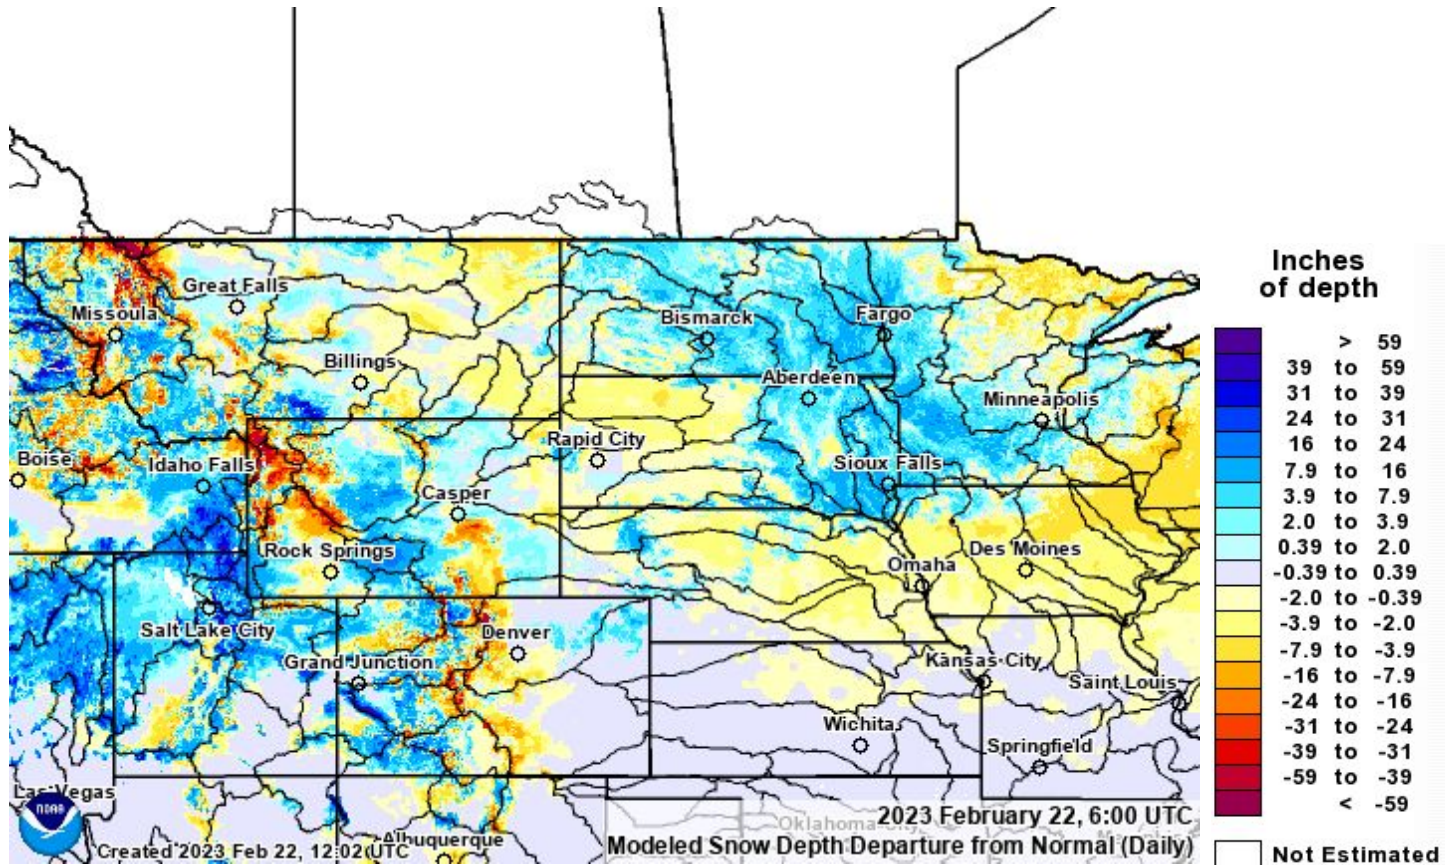 Great Falls
Missoula
Bismarck
Fargo
Billings
Aberdeen
Minneapolis
Rapid City
Boise
Idaho Falls
Sioux Falls
Casper
Rock Springs
Des Moines
Omaha
Salt Lake City
Denver
Grand Junction
Kansas City
Saint Louis
Wichita
Springfield
Las Vegas
noaa
Oklahoma
Albuquerque
2023 February 22, 6:00 UTC
Created 2023 Feb 22, 12:02 UTC
Modeled Snow Depth Departure from Normal (Daily)
Inches
of depth
> 59
39 to 59
31 to 39
24 to 31
16 to 24
7.9 to 16
3.9 to 7.9
2.0 to 3.9
0.39 to 2.0
-0.39 to 0.39
-2.0 to -0.39
-3.9 to -2.0
-7.9 to -3.9
-16 to -7.9
-24 to -16
-31 to -24
-39 to -31
-59 to -39
< -59
Not Estimated